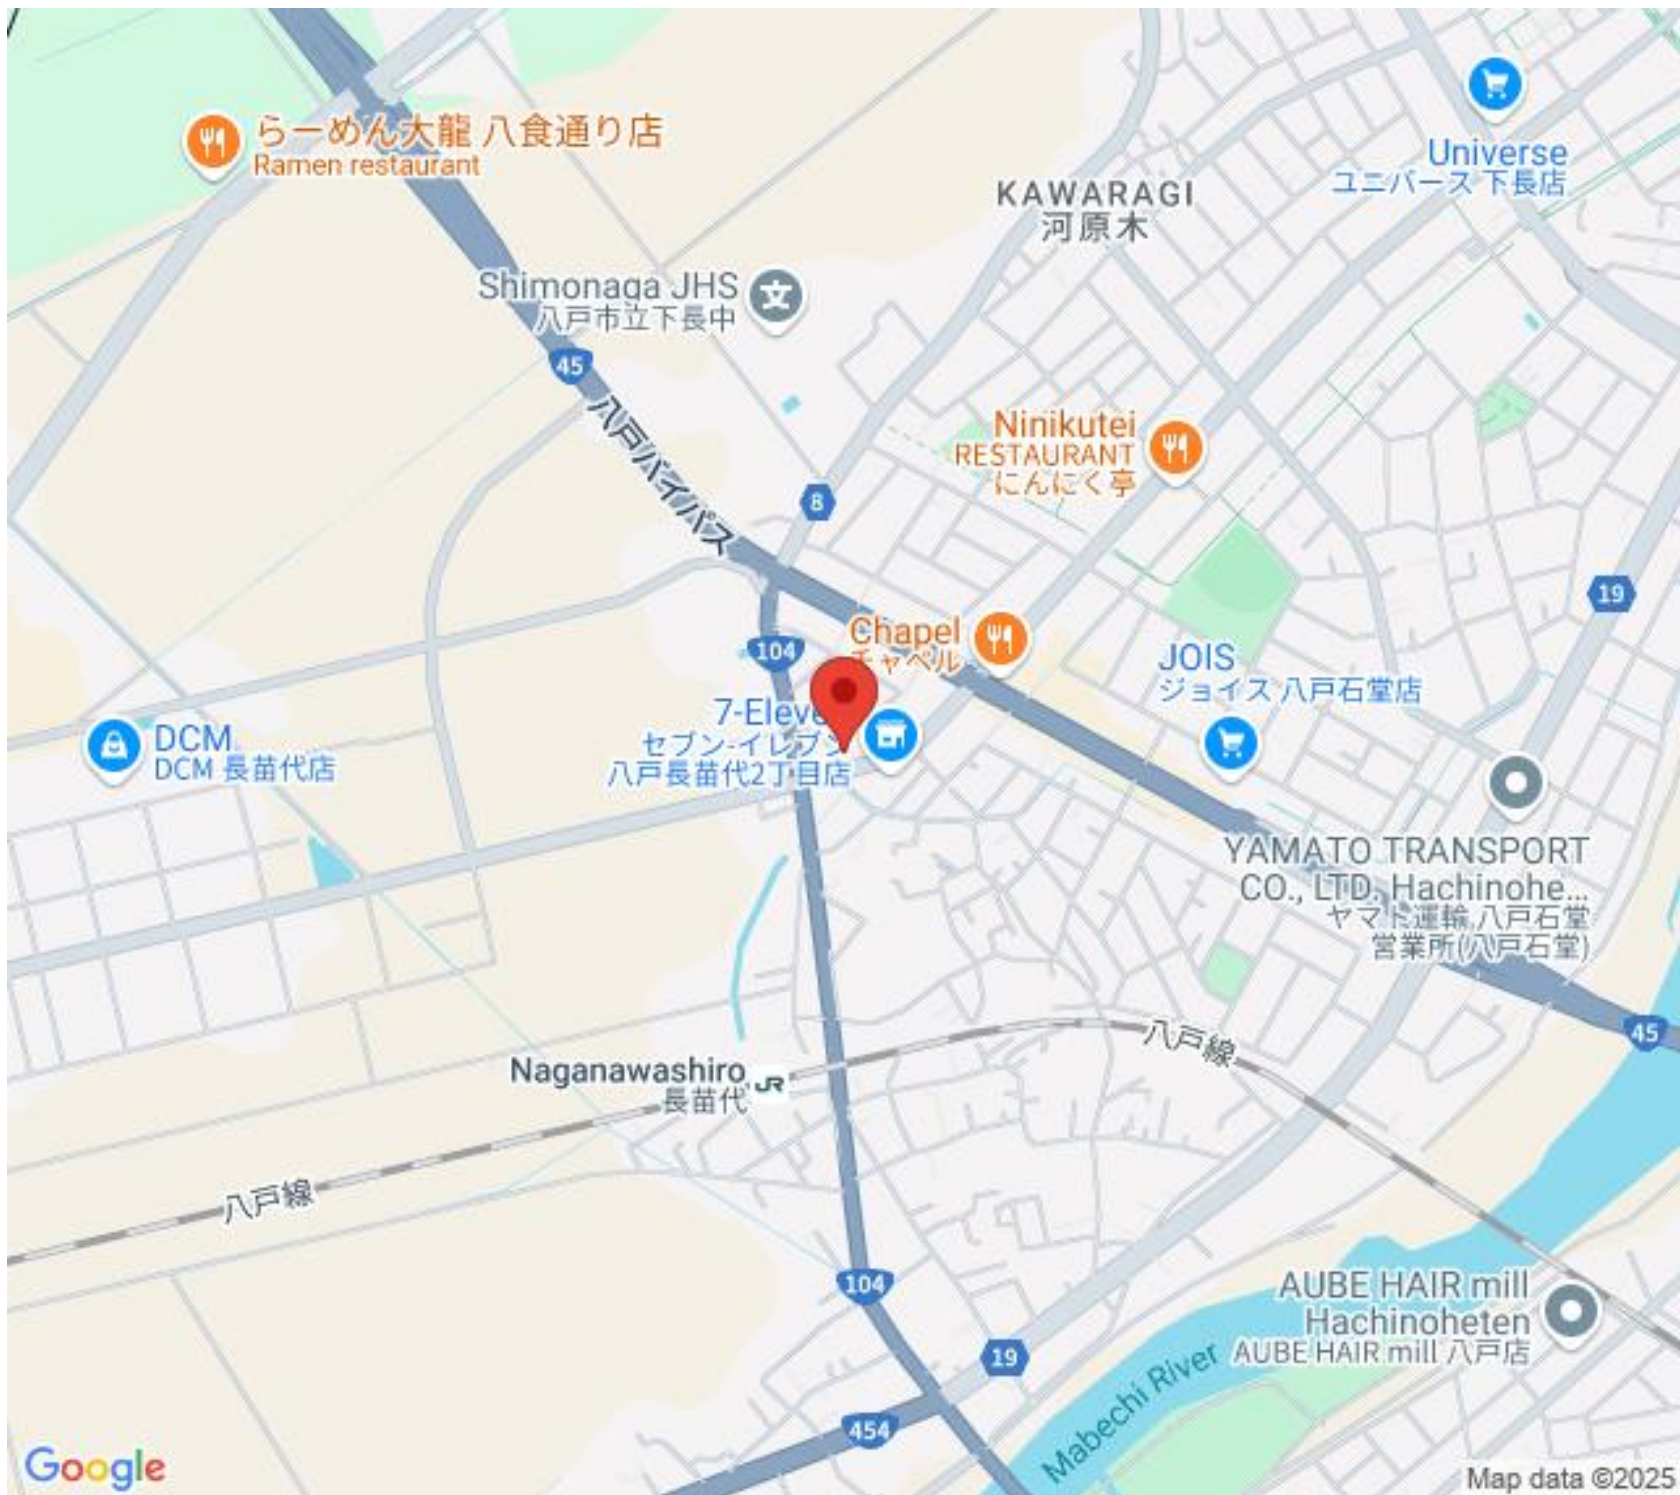 らーめん大龍 八食通り店
Ramen restaurant
Universe
ユニバース 下長店
KAWARAGI
河原木
Shimonaga JHS
八戸市立下長中
45
八戸バイパス
Ninikutei
RESTAURANT
にんにく亭
8
19
Chapel
チャペル
104
JOIS
ジョイス 八戸石堂店
7-Eleve
セブン-イレブン
八戸長苗代2丁目店
DCM
DCM 長苗代店
YAMATO TRANSPORT
CO., LTD. Hachinohe...
ヤマト運輸 八戸石堂
営業所(八戸石堂)
45
八戸線
Naganawashiro
長苗代
JR
八戸線
104
AUBE HAIR mill
Hachinoheten
AUBE HAIR mill 八戸店
19
Mabechi River
454
Google
Map data ©2025